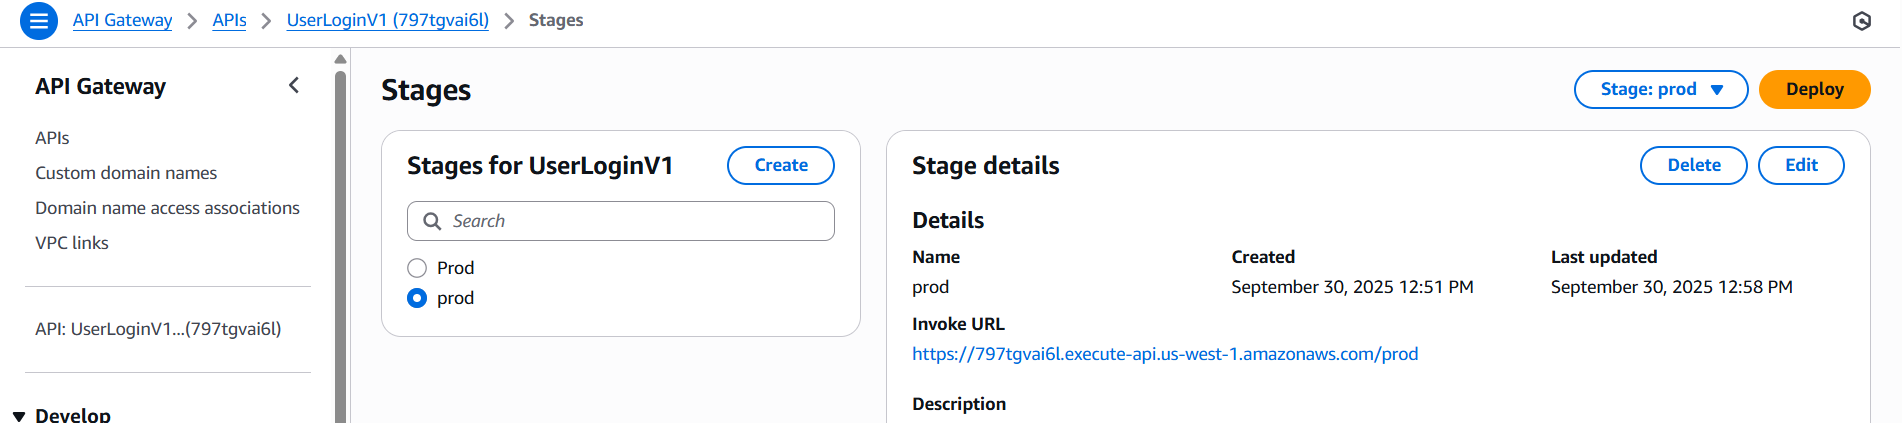 API Gateway > APIs > UserLoginV1 (797tgvai6l) > Stages
API Gateway
APIs
Custom domain names
Domain name access associations
VPC links
API: UserLoginV1...(797tgvai6l)
Develop
Stages
Stage: prod
Deploy
Stages for UserLoginV1
Create
Search
Prod
prod
Stage details
Delete
Edit
Details
Name
prod
Created
September 30, 2025 12:51 PM
Last updated
September 30, 2025 12:58 PM
Invoke URL
https://797tgvai6l.execute-api.us-west-1.amazonaws.com/prod
Description